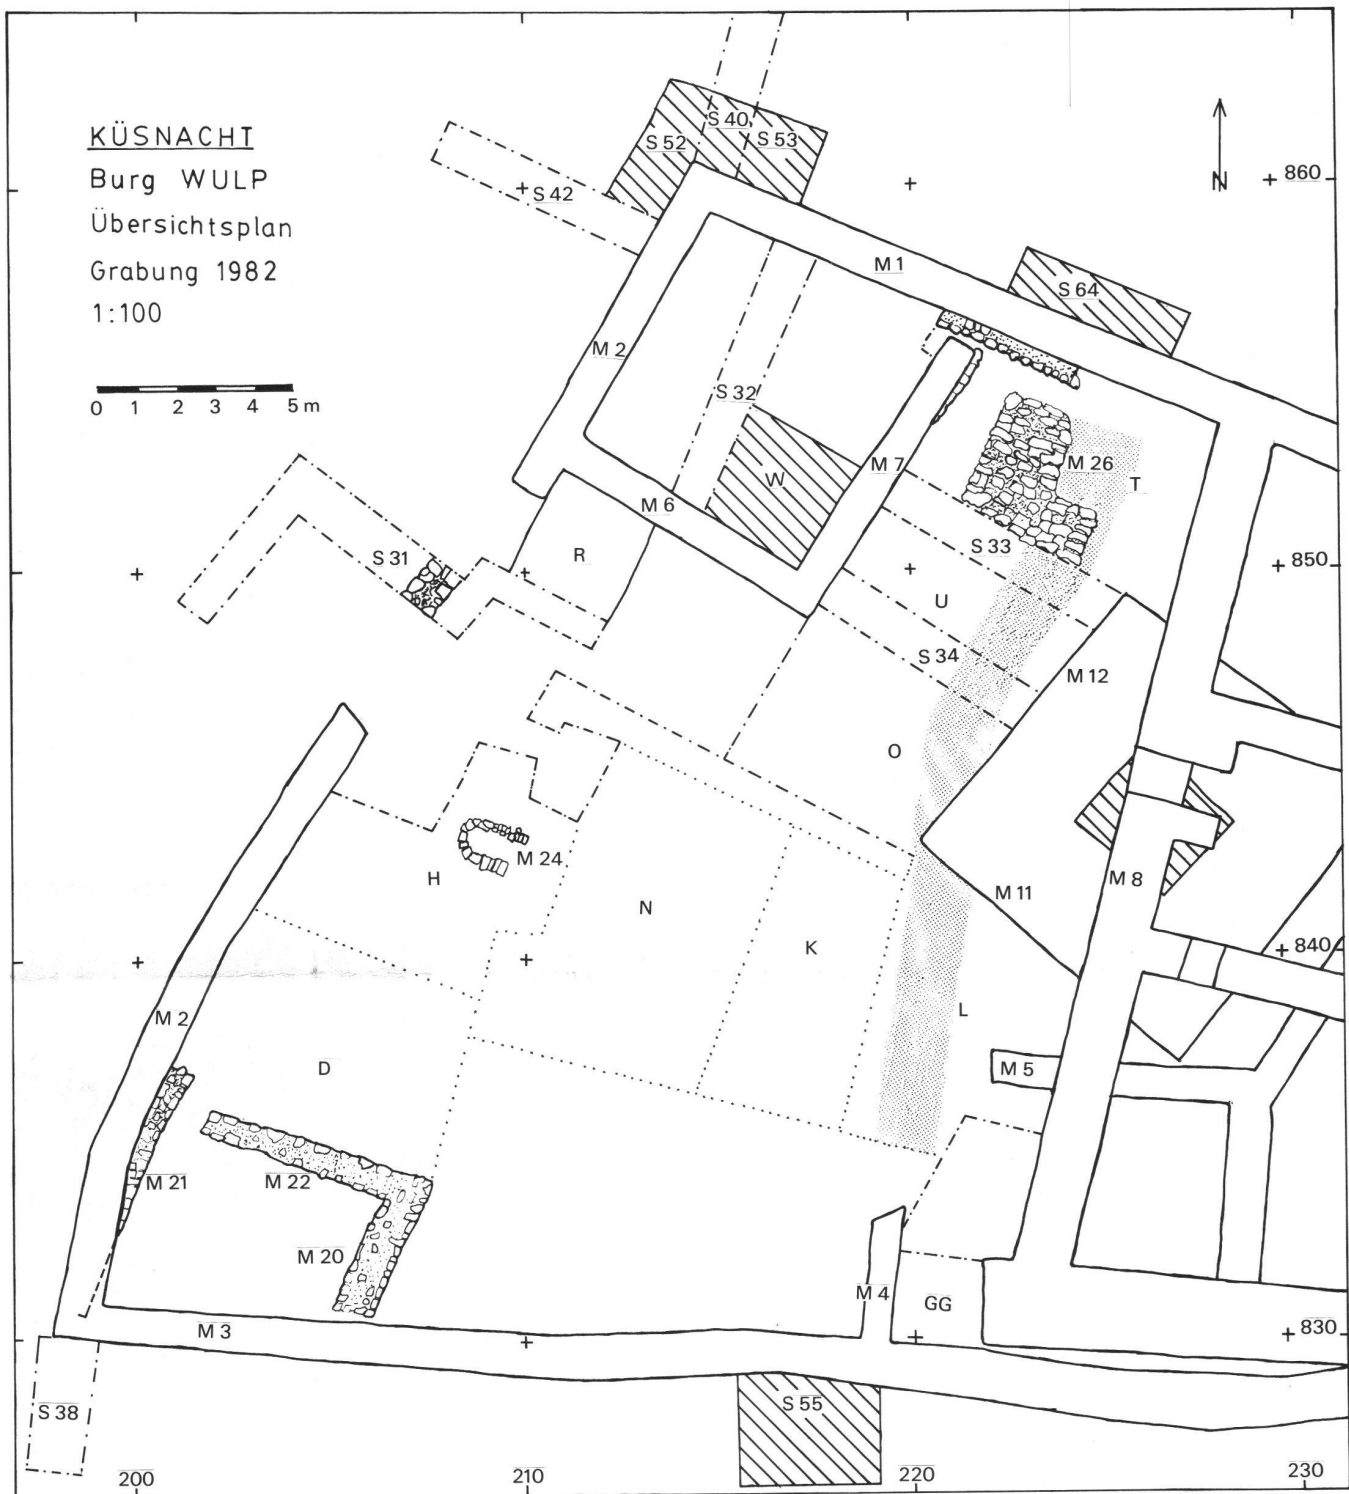 KÜSNACHT
Burg WULP
Übersichtsplan
Grabung 1982
1:100
0 1 2 3 4 5 m
N
S 40
S 52
S 53
S 42
860
M 1
S 64
M 2
S 32
M 7
M 26
W
T
M 6
S 33
S 31
R
850
U
S 34
M 12
O
M 24
H
M 11
M 8
N
K
840
M 2
L
D
M 5
M 21
M 22
M 20
M 4
GG
M 3
830
S 38
S 55
200
210
220
230